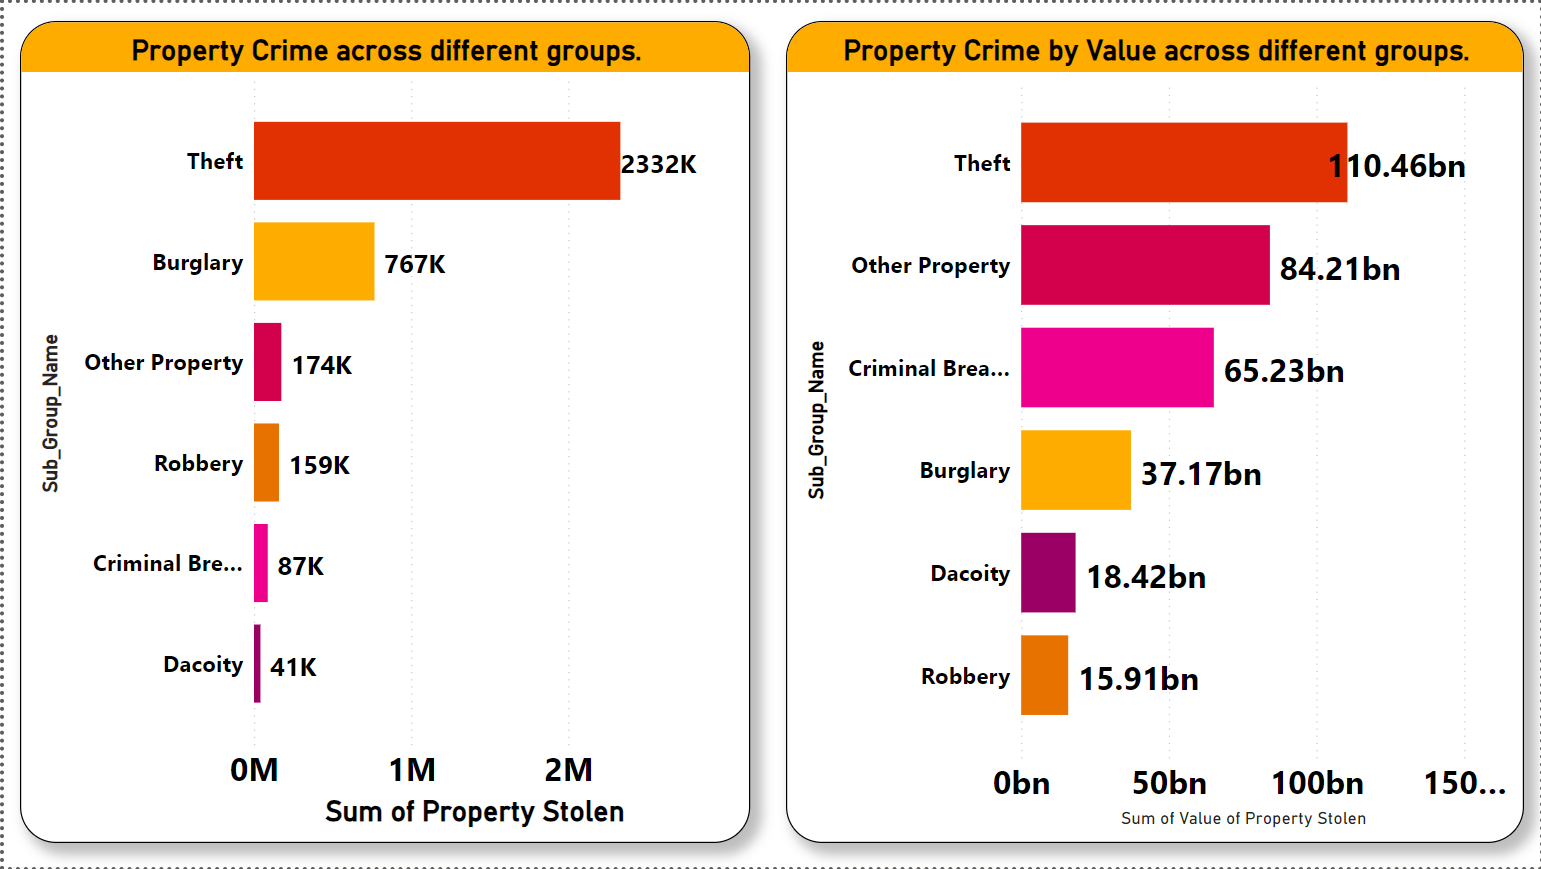 Property Crime across different groups.
Sub_Group_Name
Theft
2332K
Burglary
767K
Other Property
174K
Robbery
159K
Criminal Bre...
87K
Dacoity
41K
0M 1M 2M
Sum of Property Stolen
Property Crime by Value across different groups.
Sub_Group_Name
Theft
110.46bn
Other Property
84.21bn
Criminal Brea...
65.23bn
Burglary
37.17bn
Dacoity
18.42bn
Robbery
15.91bn
0bn 50bn 100bn 150...
Sum of Value of Property Stolen